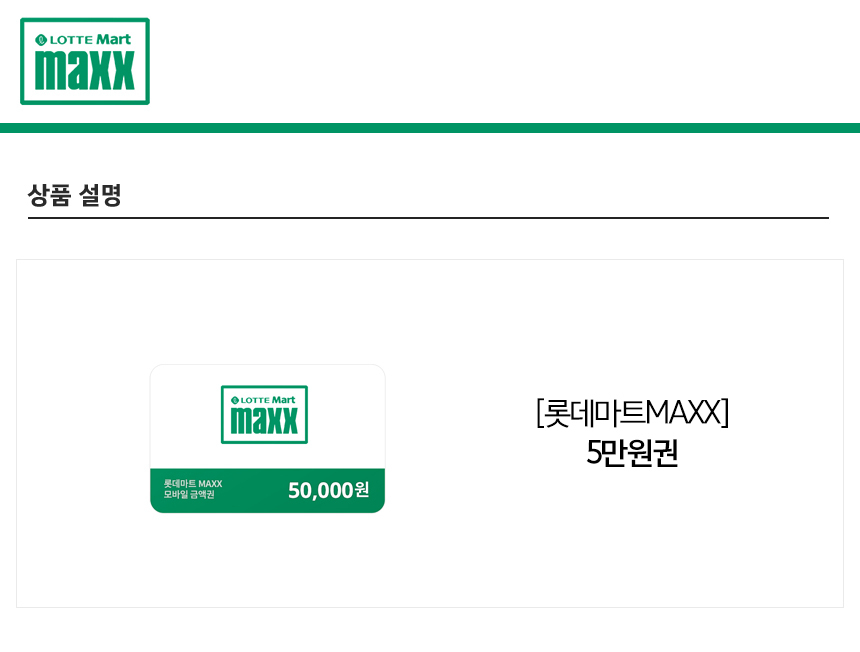 LOTTE Mart
maxx
상품 설명
LOTTE Mart
maxx
롯데마트 MAXX
모바일 금액권
50,000원
[롯데마트MAXX]
5만원권